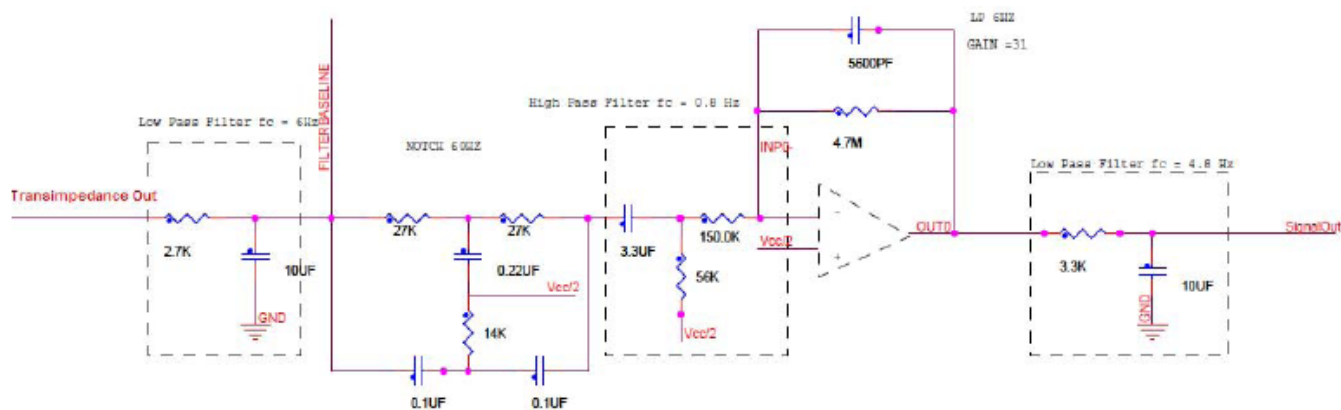 LP 6HZ
GAIN =31
5600PF
4.7M
High Pass Filter fc = 0.8 Hz
Low Pass Filter fc = 6Hz
FILTERBASELINE
NOTCH 60HZ
INP0-
Low Pass Filter fc = 4.8 Hz
Transimpedance Out
2.7K
10UF
GND
27K
27K
0.22UF
Vcc/2
14K
0.1UF
0.1UF
3.3UF
150.0K
56K
Vcc/2
Vcc/2
-
+
OUT0
3.3K
10UF
GND
SignalOut